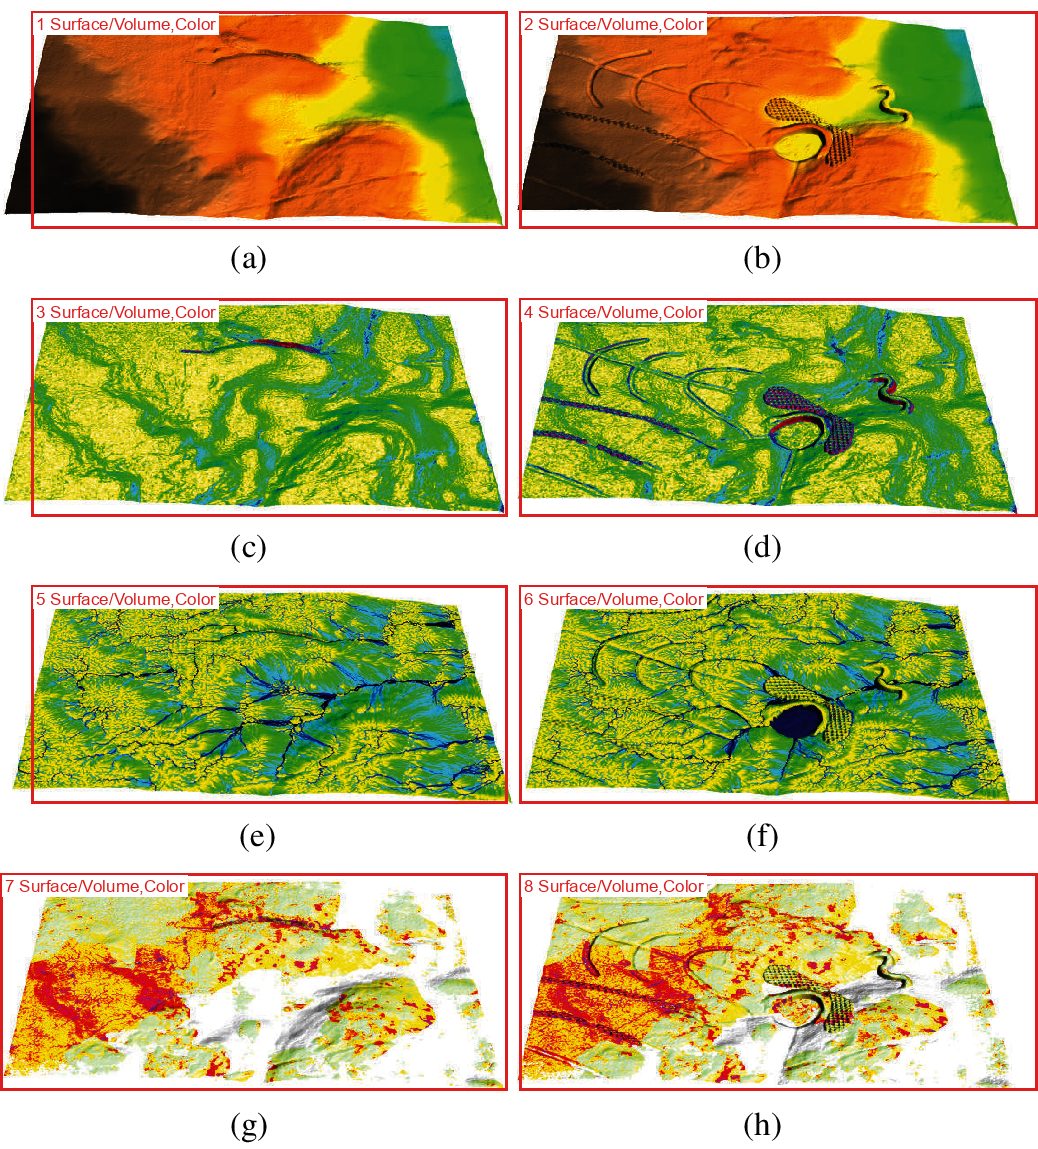 1 Surface/Volume,Color
2 Surface/Volume,Color
(a)
(b)
3 Surface/Volume,Color
4 Surface/Volume,Color
(c)
(d)
5 Surface/Volume,Color
6 Surface/Volume,Color
(e)
(f)
7 Surface/Volume,Color
8 Surface/Volume,Color
(g)
(h)